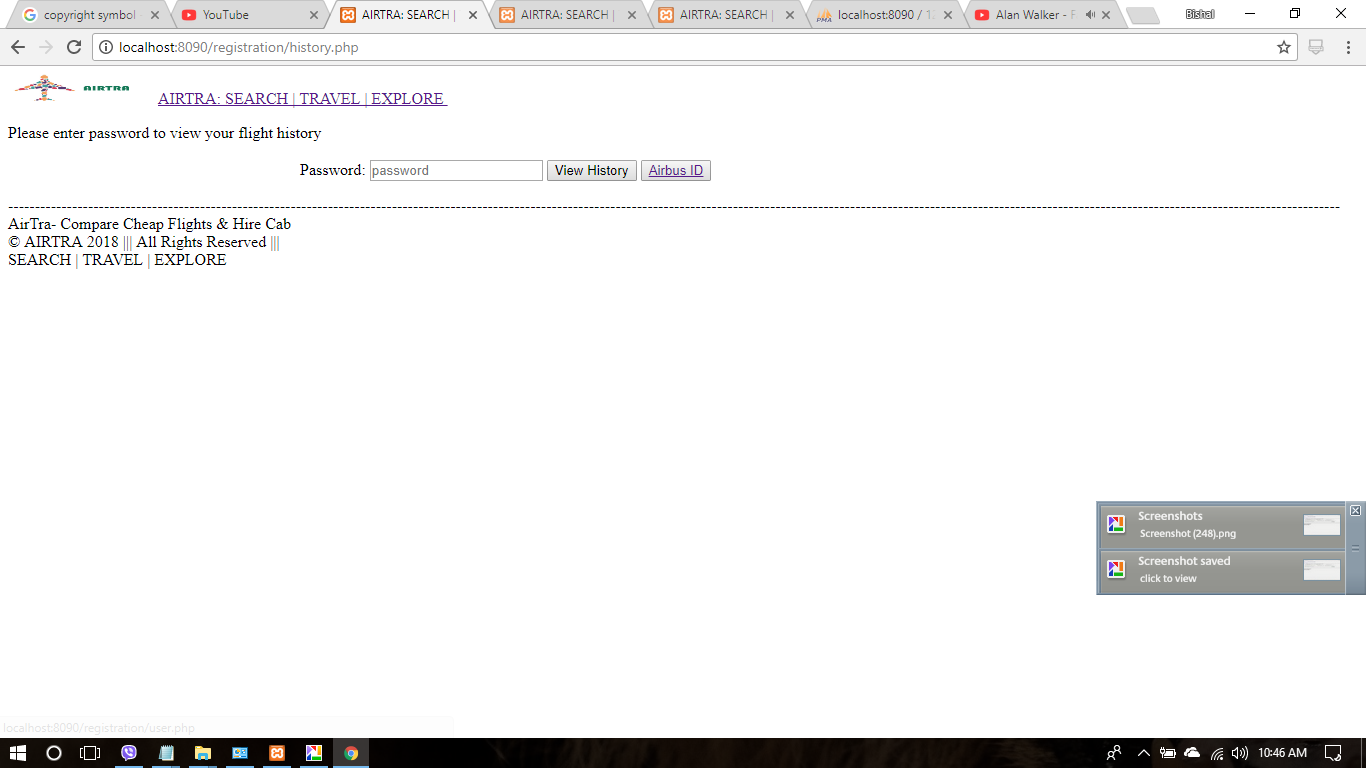 copyright symbol
YouTube
AIRTRA: SEARCH |
AIRTRA: SEARCH |
AIRTRA: SEARCH |
localhost:8090 / 1
Alan Walker - F
Bishal
localhost:8090/registration/history.php
AIRTRA
AIRTRA: SEARCH | TRAVEL | EXPLORE
Please enter password to view your flight history
Password: password View History Airbus ID
AirTra- Compare Cheap Flights & Hire Cab
© AIRTRA 2018 ||| All Rights Reserved |||
SEARCH | TRAVEL | EXPLORE
Screenshots
Screenshot (248).png
Screenshot saved
click to view
localhost:8090/registration/user.php
10:46 AM